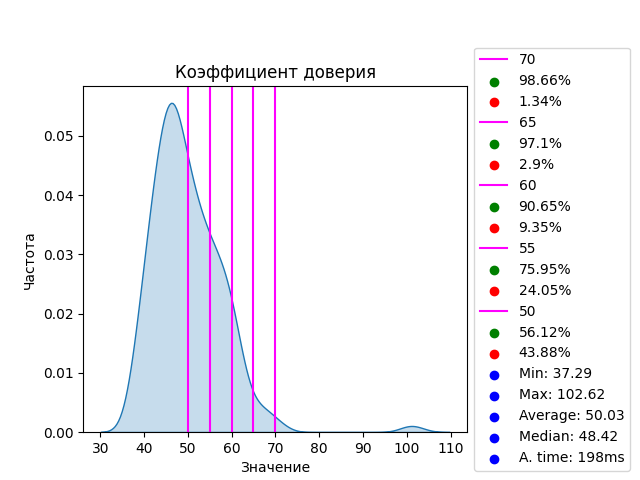 Коэффициент доверия
Частота
0.05
0.04
0.03
0.02
0.01
0.00
30 40 50 60 70 80 90 100 110
Значение
70
98.66%
1.34%
65
97.1%
2.9%
60
90.65%
9.35%
55
75.95%
24.05%
50
56.12%
43.88%
Min: 37.29
Max: 102.62
Average: 50.03
Median: 48.42
A. time: 198ms